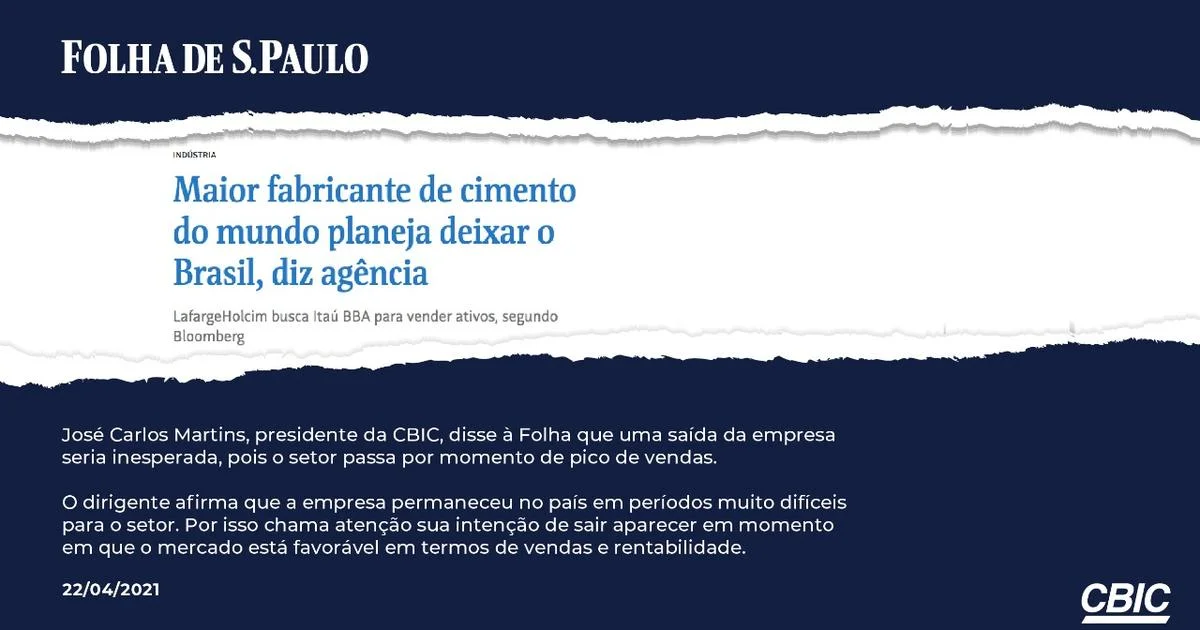 FOLHA DE S.PAULO
INDÚSTRIA
Maior fabricante de cimento
do mundo planeja deixar o
Brasil, diz agência
LafargeHolcim busca Itaú BBA para vender ativos, segundo
Bloomberg
José Carlos Martins, presidente da CBIC, disse à Folha que uma saída da empresa
seria inesperada, pois o setor passa por momento de pico de vendas.
O dirigente afirma que a empresa permaneceu no país em períodos muito difíceis
para o setor. Por isso chama atenção sua intenção de sair aparecer em momento
em que o mercado está favorável em termos de vendas e rentabilidade.
22/04/2021
CBIC